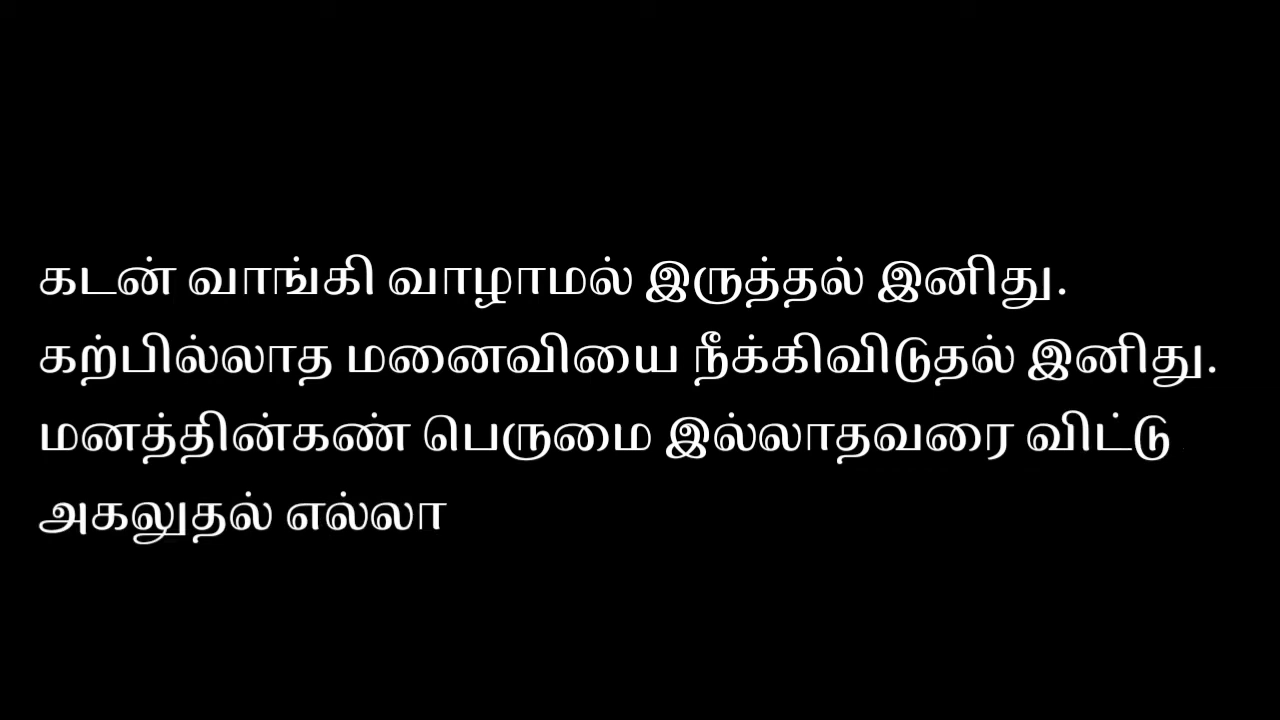 கடன் வாங்கி வாழாமல் இருத்தல் இனிது.
கற்பில்லாத மனைவியை நீக்கிவிடுதல் இனிது.
மனத்தின்கண் பெருமை இல்லாதவரை விட்டு
அகலுதல் எல்லா